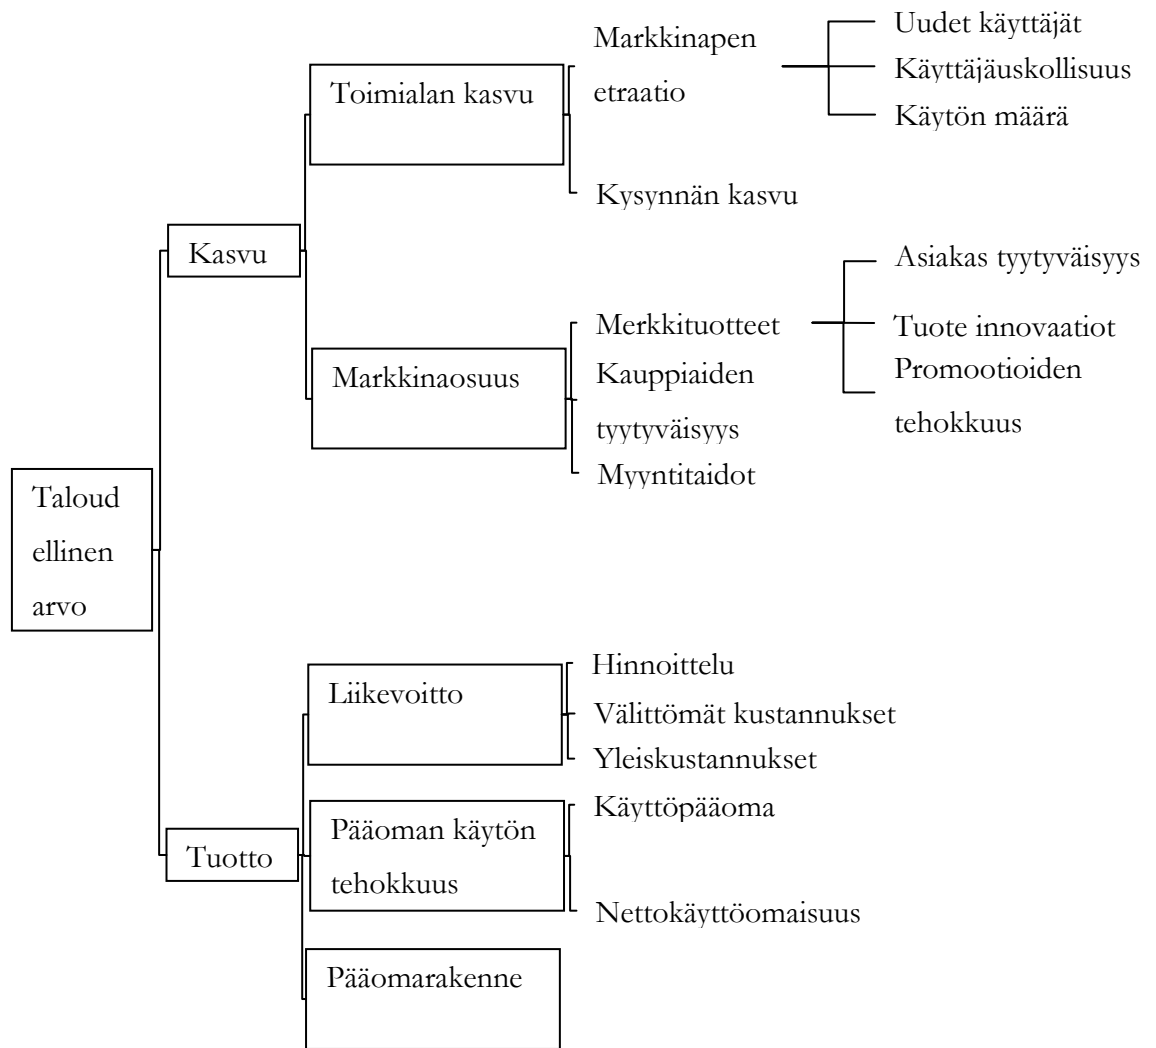 Markkinapen
etraatio
Uudet käyttäjät
Käyttäjäuskollisuus
Käytön määrä
Toimialan kasvu
Kysynnän kasvu
Kasvu
Asiakas tyytyväisyys
Merkkituotteet
Tuote innovaatiot
Markkinaosuus
Kauppiaiden
tyytyväisyys
Promootioiden
tehokkuus
Myyntitaidot
Taloud
ellinen
arvo
Hinnoittelu
Liikevoitto
Välittömät kustannukset
Yleiskustannukset
Käyttöpääoma
Pääoman käytön
tehokkuus
Tuotto
Nettokäyttöomaisuus
Pääomarakenne